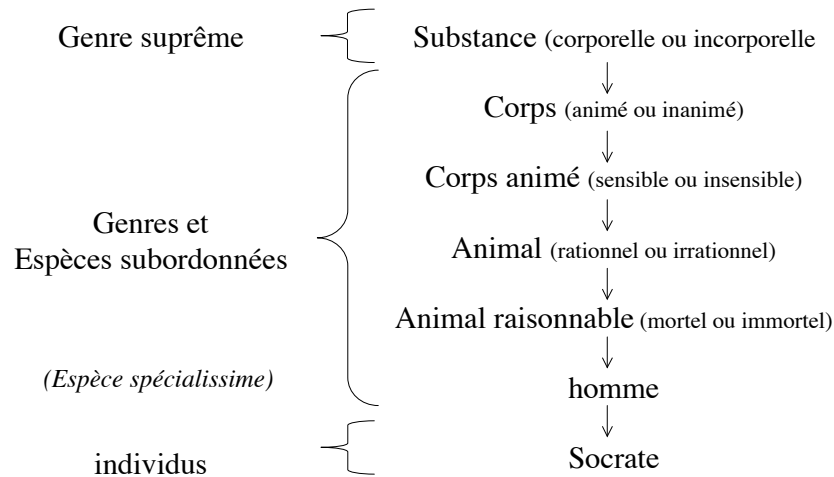 Genre suprême
Substance (corporelle ou incorporelle
Corps (animé ou inanimé)
Corps animé (sensible ou insensible)
Genres et
Espèces subordonnées
Animal (rationnel ou irrationnel)
Animal raisonnable (mortel ou immortel)
(Espèce spécialissime)
homme
individus
Socrate